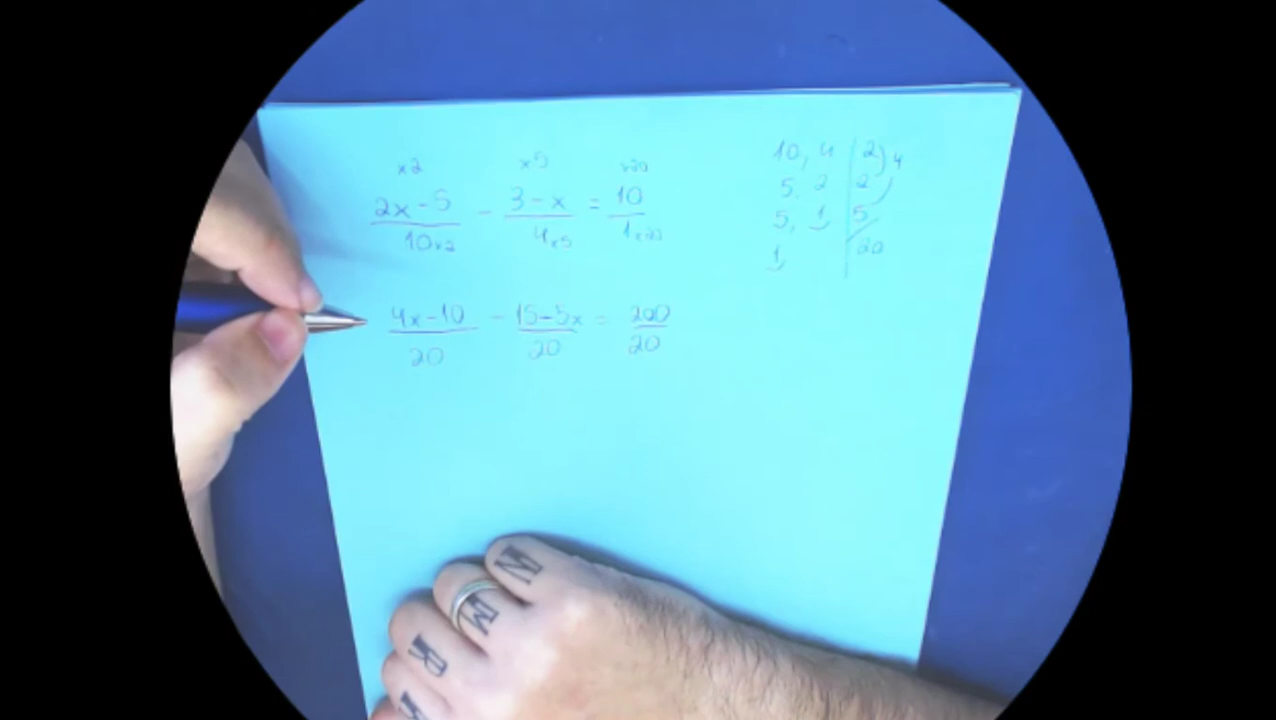 x2 x5 x20
2x - 5 - 3 - x = 10
10x2 4x5 1x20
4x-10 - 15-5x = 200
20 20 20
10, 4 | 2) 4
5, 2 | 2
5, 1 | 5
1 | 20
N
M
R